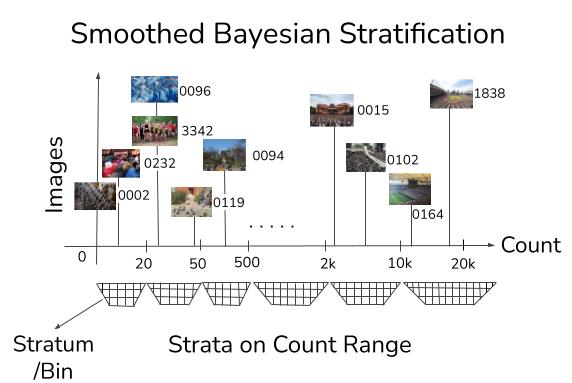 Smoothed Bayesian Stratification
0096
3342
0232
0002
0094
0119
0015
1838
0102
0164
Images
. . . . .
Count
0 20 50 500 2k 10k 20k
Stratum
/Bin
Strata on Count Range